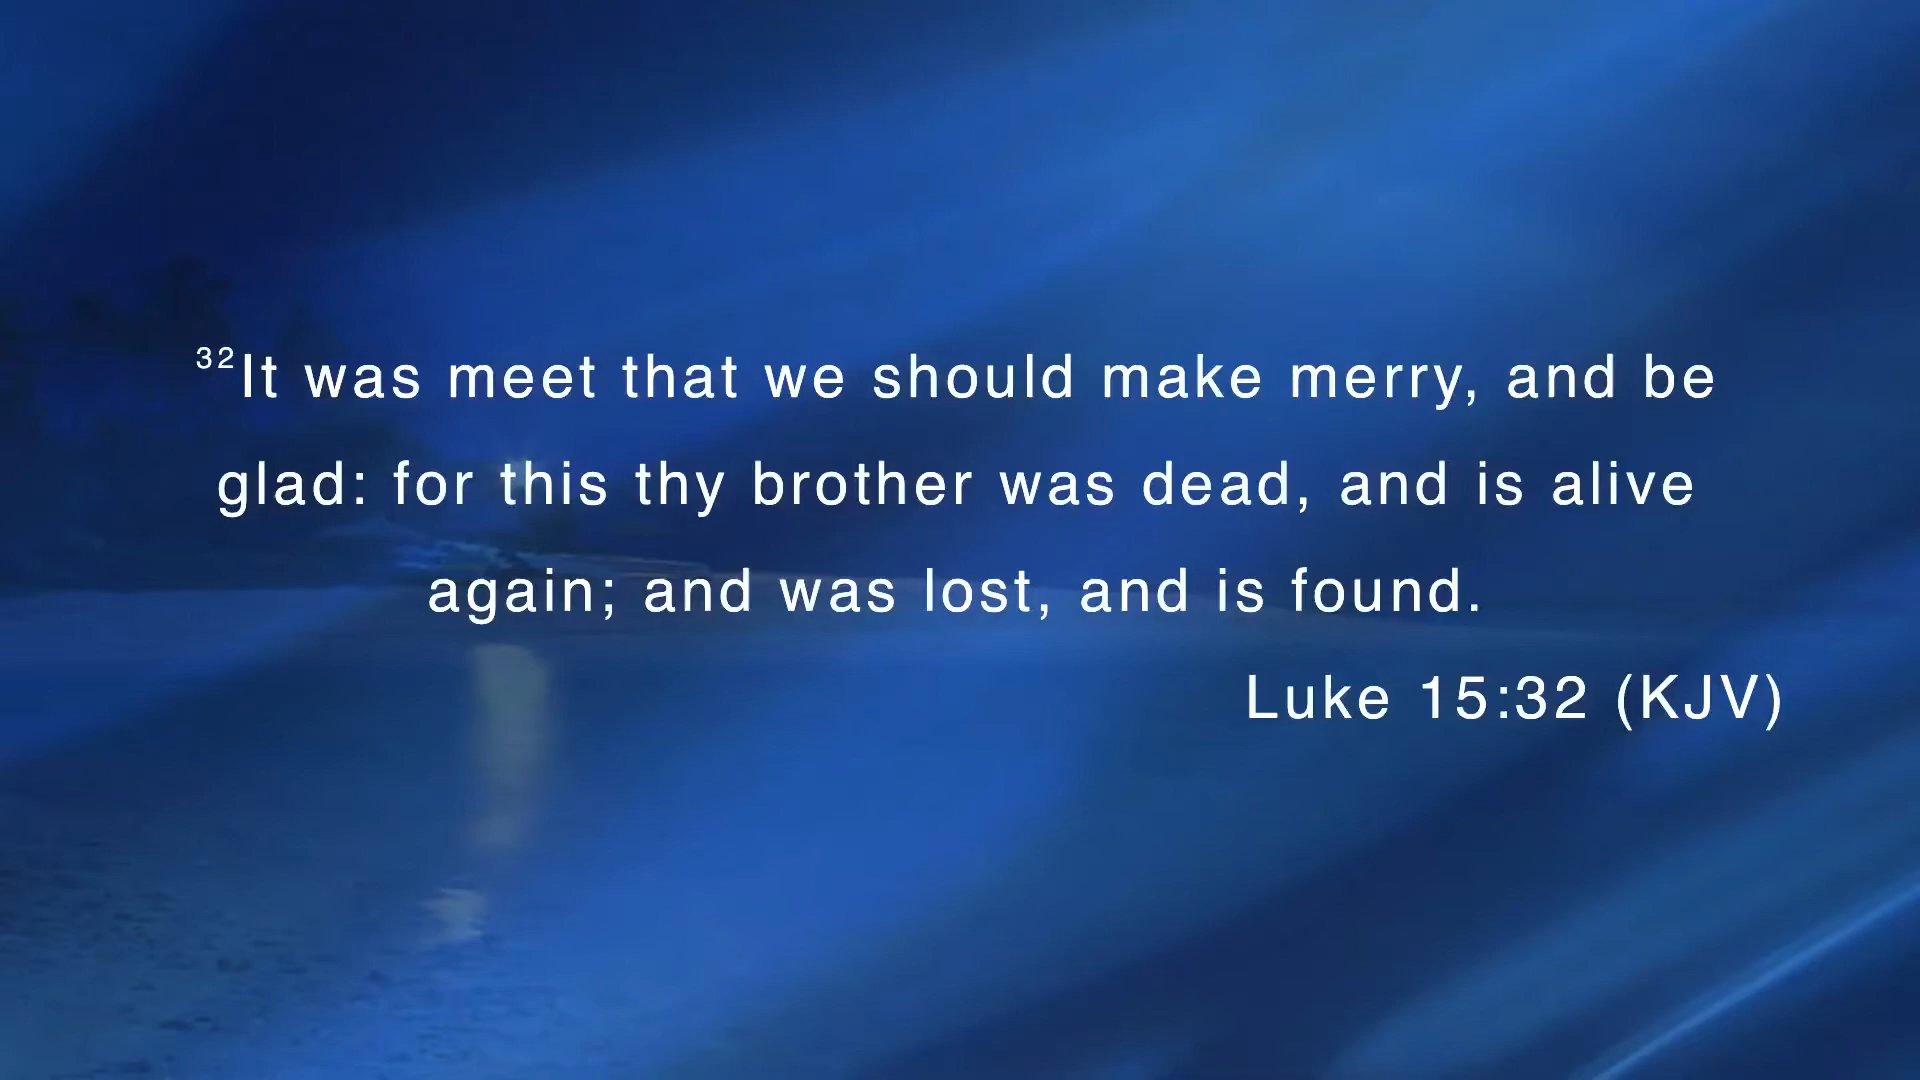 ³²It was meet that we should make merry, and be
glad: for this thy brother was dead, and is alive
again; and was lost, and is found.
Luke 15:32 (KJV)